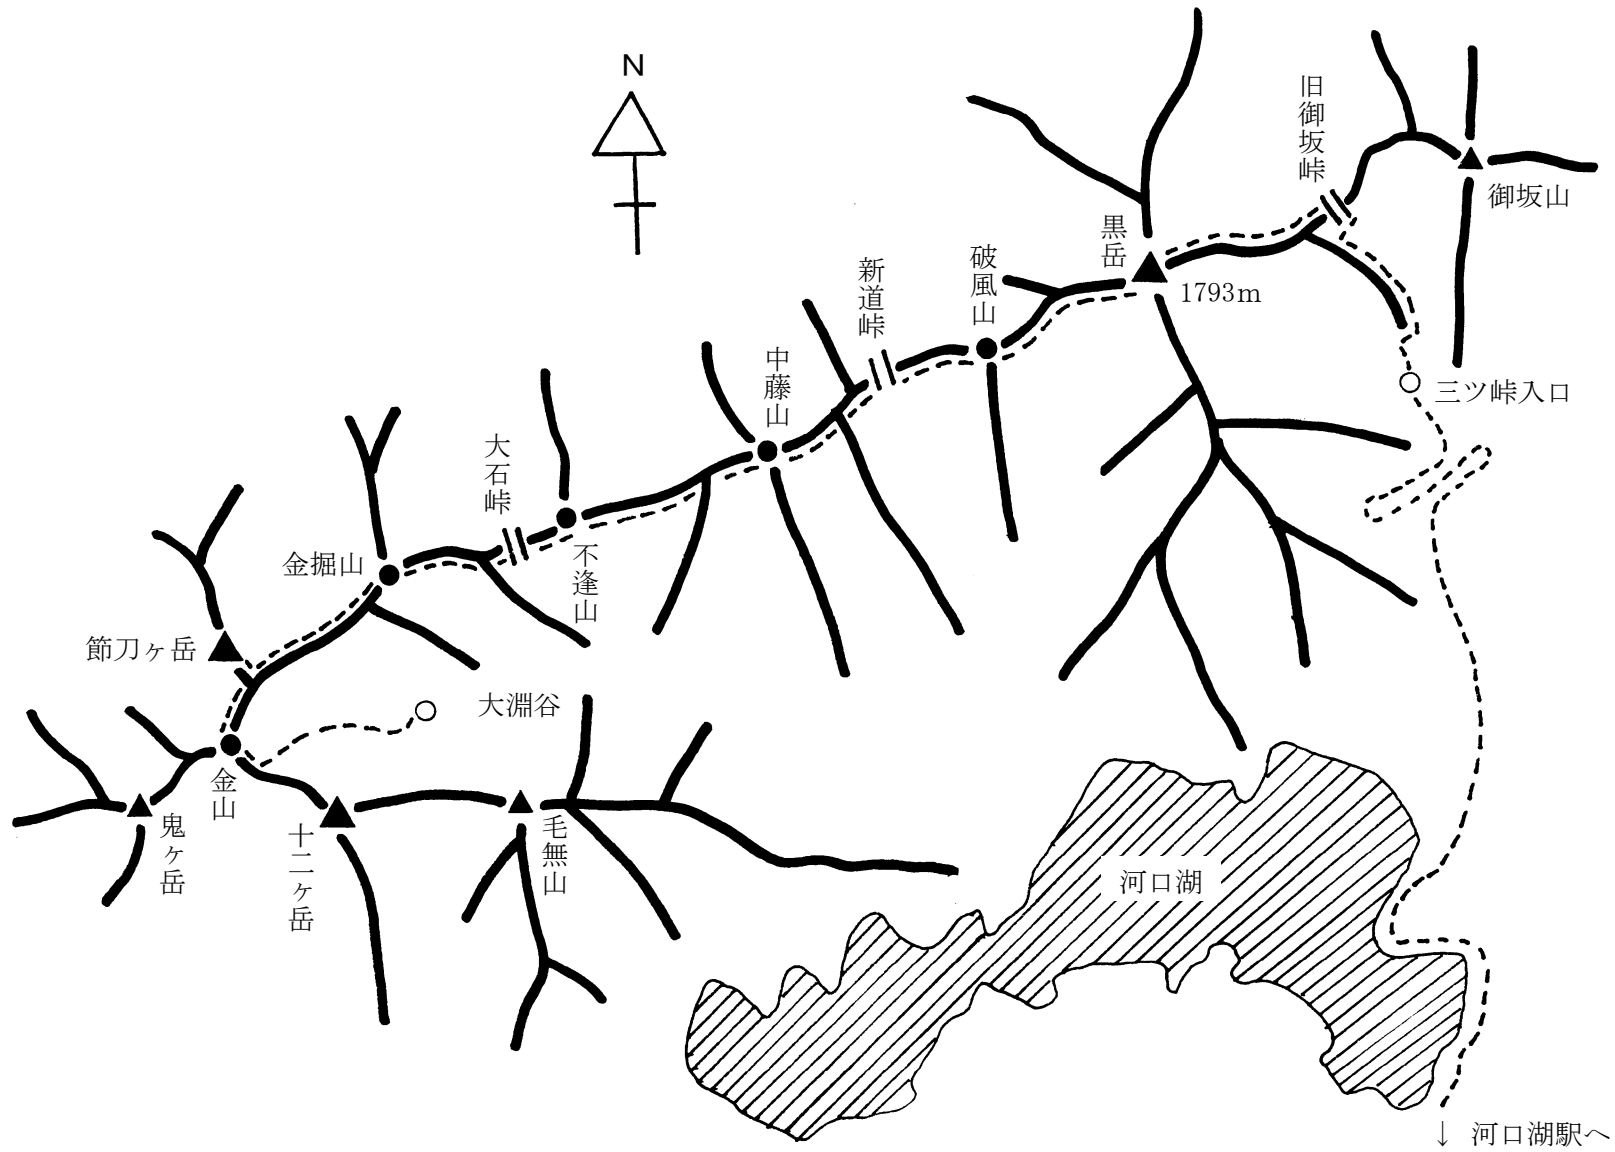 N
旧御坂峠
御坂山
黒岳
1793m
破風山
新道峠
中藤山
三ツ峠入口
大石峠
不逢山
金掘山
節刀ヶ岳
大淵谷
金山
鬼ヶ岳
十二ヶ岳
毛無山
河口湖
↓ 河口湖駅へ